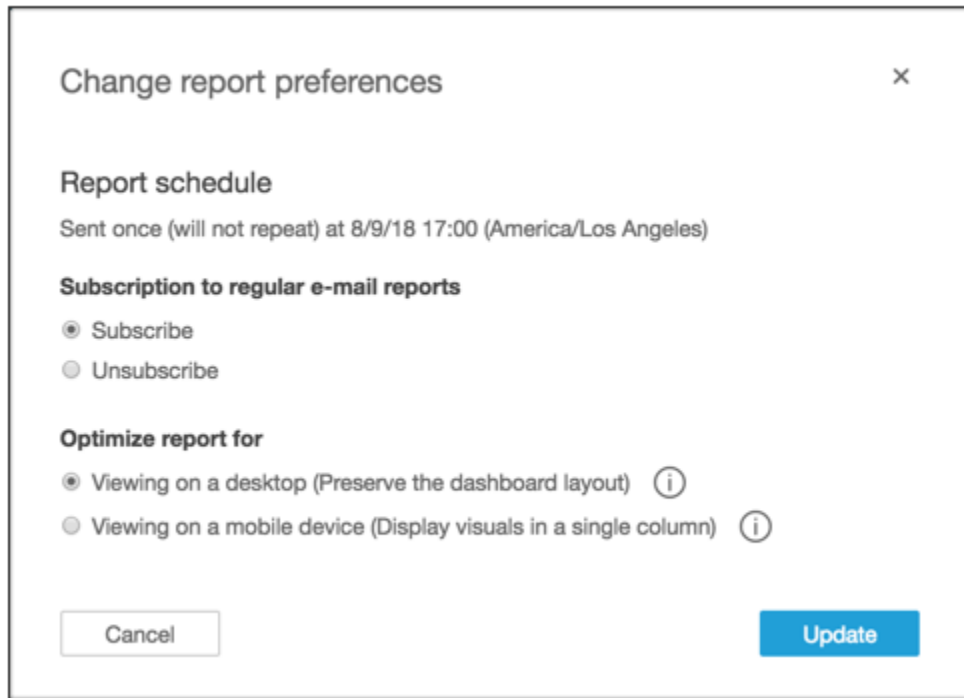 Change report preferences
×
Report schedule
Sent once (will not repeat) at 8/9/18 17:00 (America/Los Angeles)
Subscription to regular e-mail reports
Subscribe
Unsubscribe
Optimize report for
Viewing on a desktop (Preserve the dashboard layout) i
Viewing on a mobile device (Display visuals in a single column) i
Cancel Update